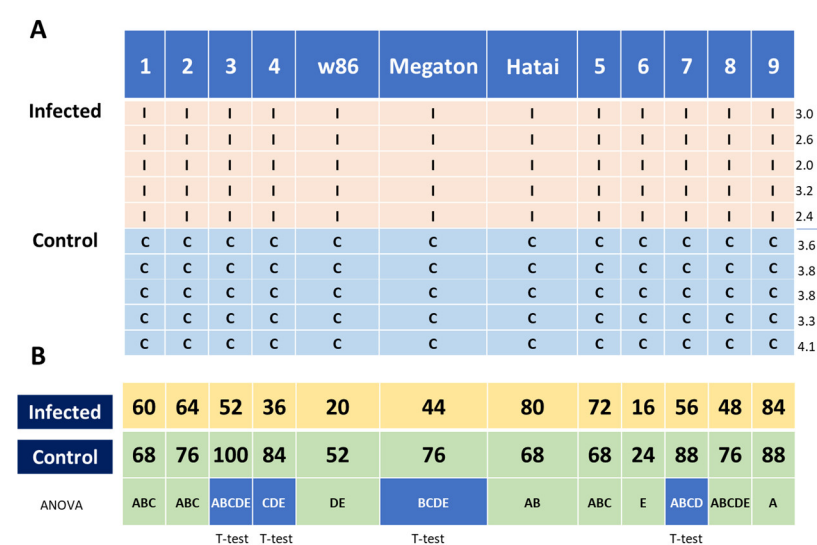 A
1 2 3 4 w86 Megaton Hatai 5 6 7 8 9
Infected I I I I I I I I I I I I 3.0
I I I I I I I I I I I I 2.6
I I I I I I I I I I I I 2.0
I I I I I I I I I I I I 3.2
I I I I I I I I I I I I 2.4
Control C C C C C C C C C C C C 3.6
C C C C C C C C C C C C 3.8
C C C C C C C C C C C C 3.8
C C C C C C C C C C C C 3.3
C C C C C C C C C C C C 4.1
B
Infected 60 64 52 36 20 44 80 72 16 56 48 84
Control 68 76 100 84 52 76 68 68 24 88 76 88
ANOVA ABC ABC ABCDE CDE DE BCDE AB ABC E ABCD ABCDE A
T-test T-test T-test T-test